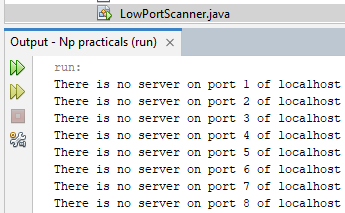 LowPortScanner.java
Output - Np practicals (run) ×
run:
There is no server on port 1 of localhost
There is no server on port 2 of localhost
There is no server on port 3 of localhost
There is no server on port 4 of localhost
There is no server on port 5 of localhost
There is no server on port 6 of localhost
There is no server on port 7 of localhost
There is no server on port 8 of localhost